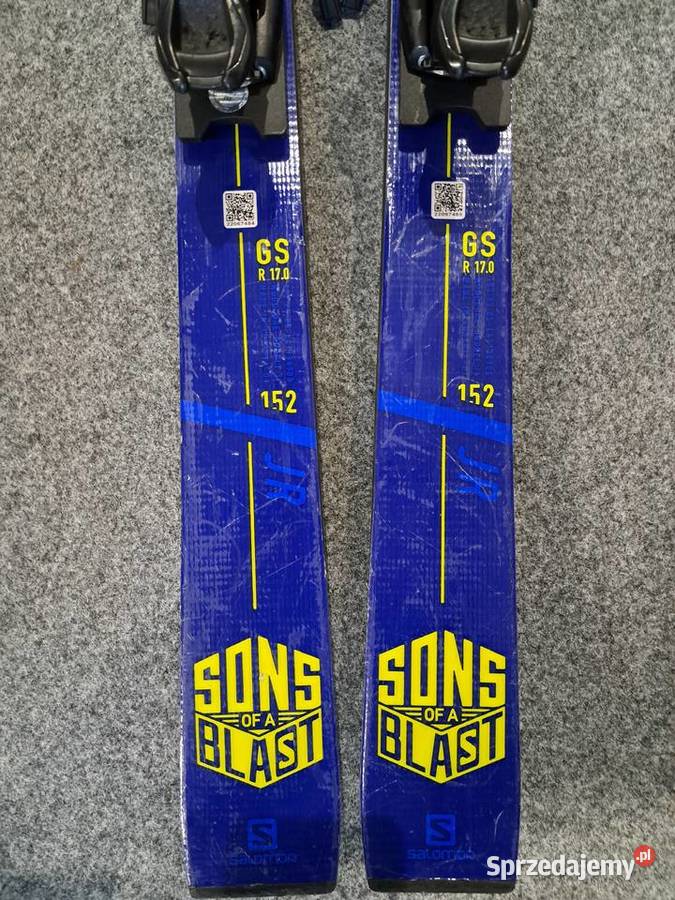 GS
R 17.0
152
JR
SONS
OF A
BLAST
salomon
GS
R 17.0
152
JR
SONS
OF A
BLAST
salomon
Sprzedajemy.pl